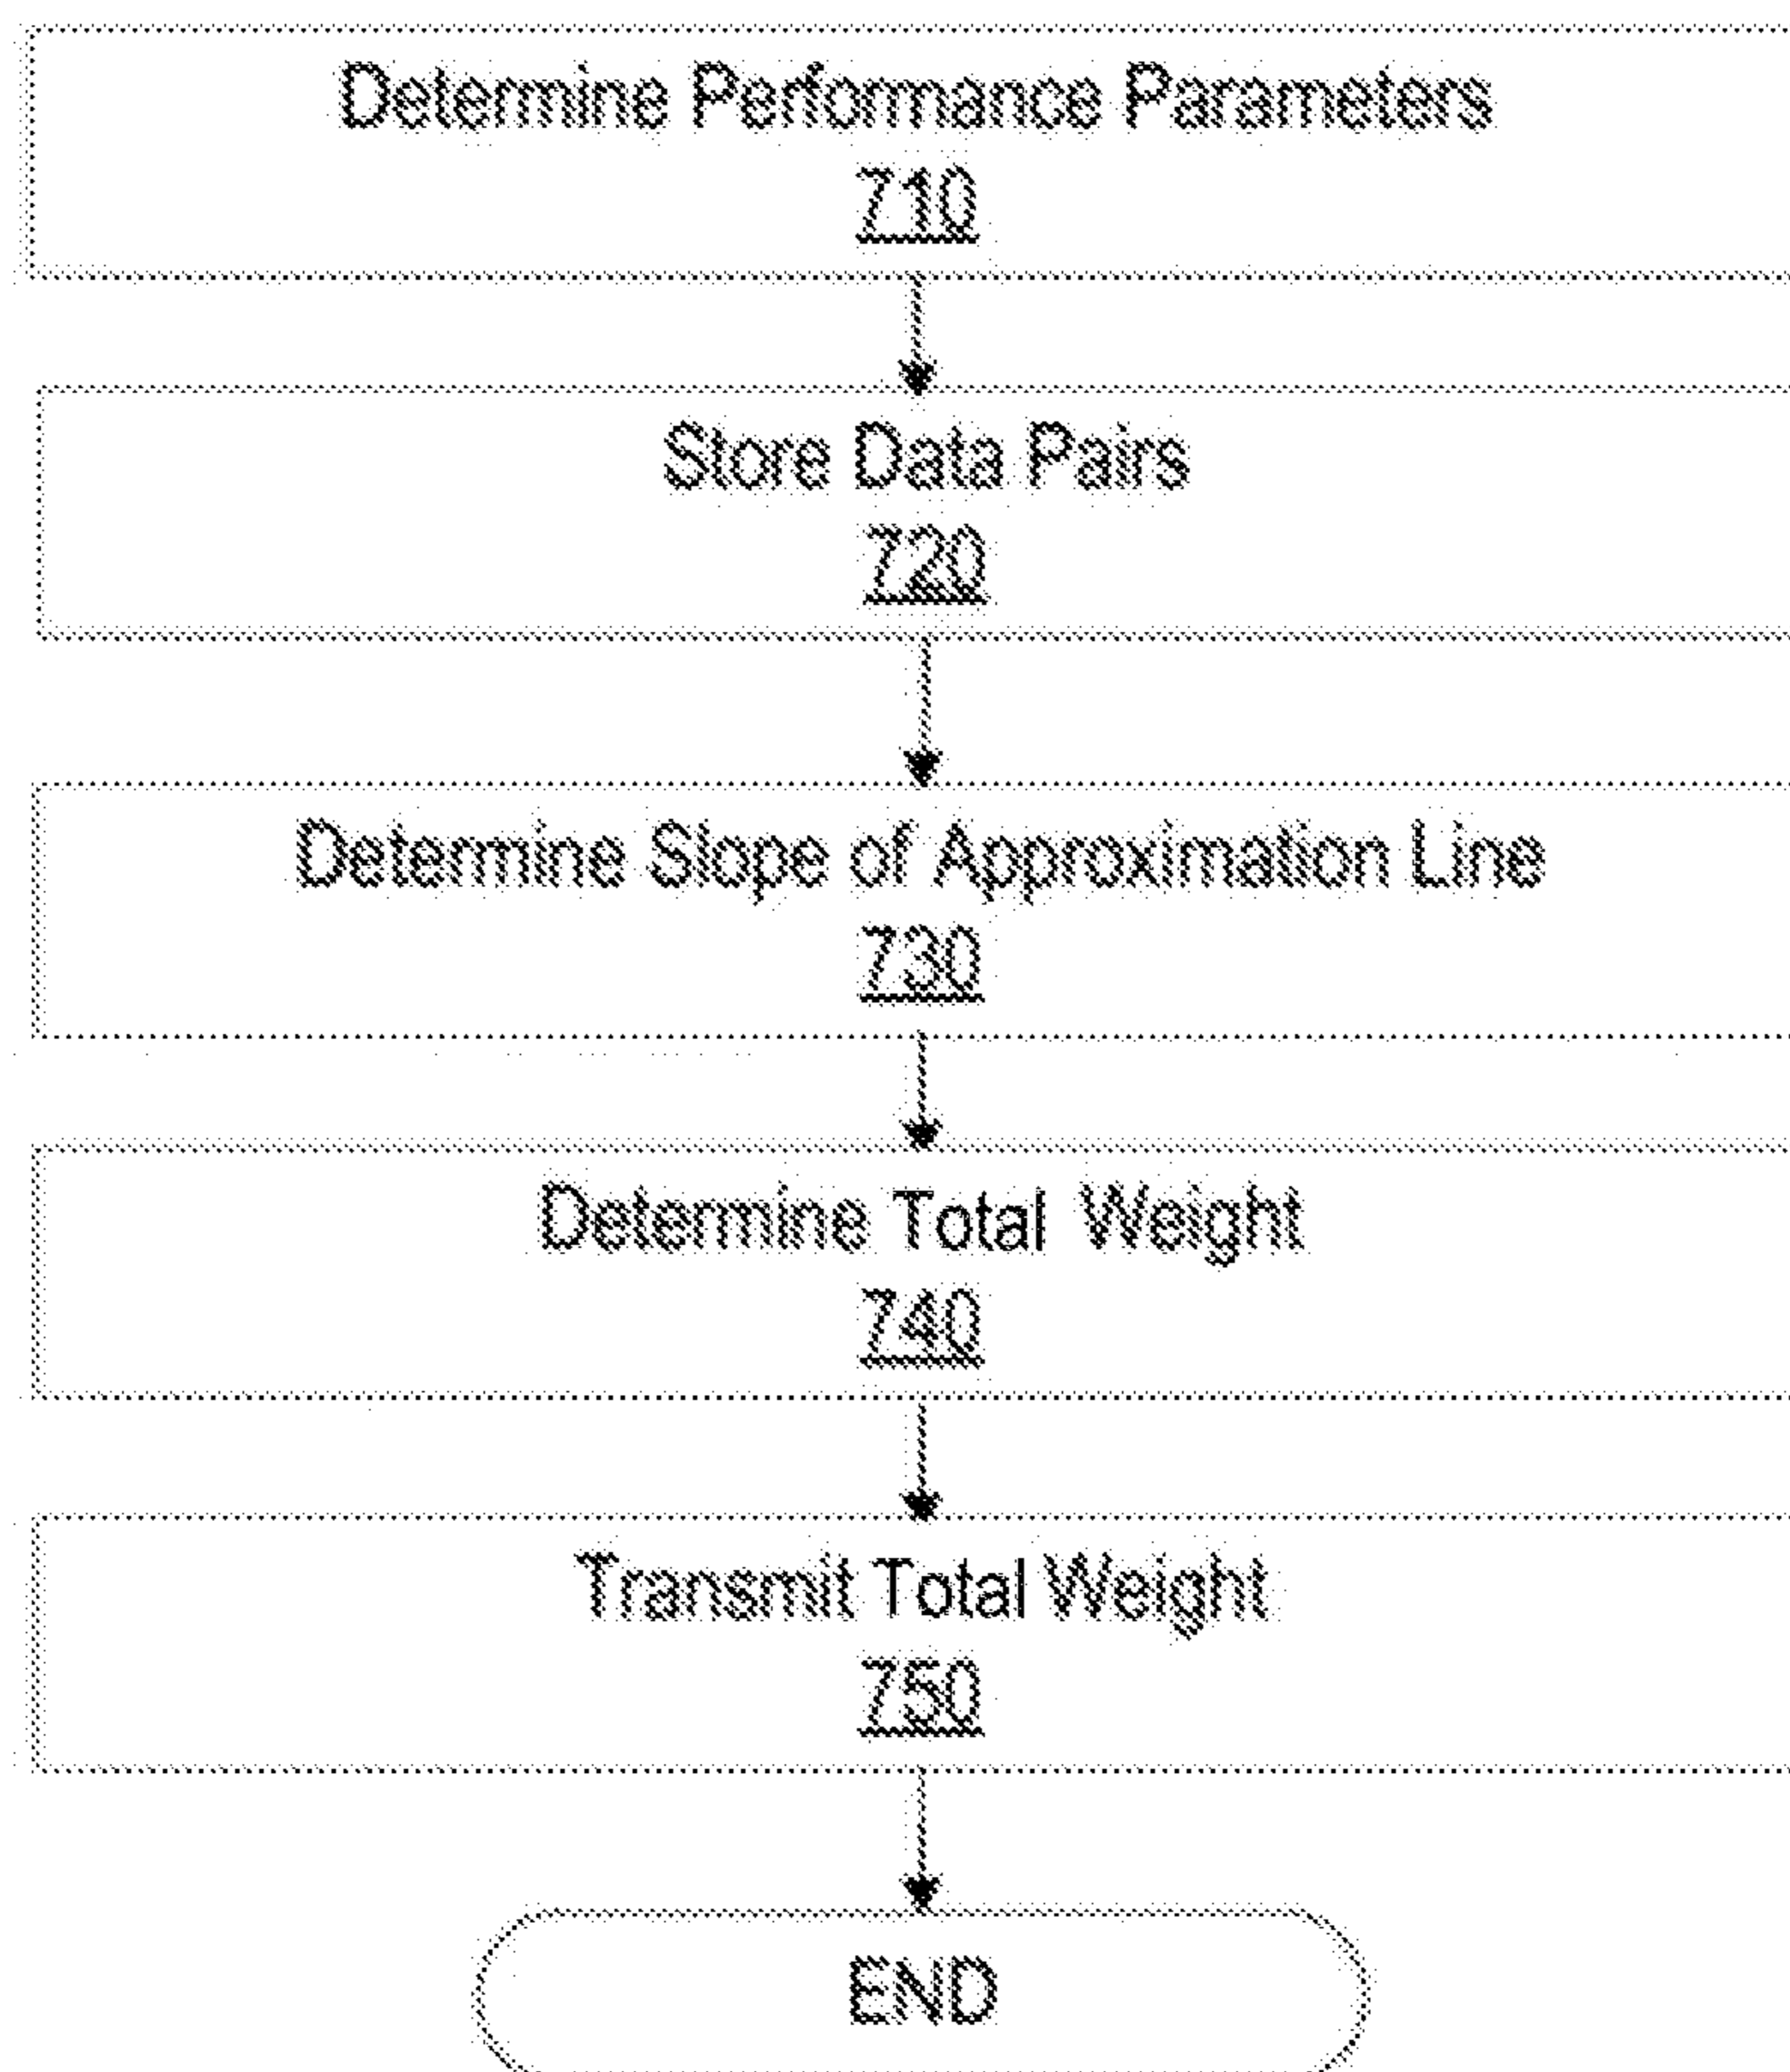 Determine Performance Parameters
710
Store Data Pairs
720
Determine Slope of Approximation Line
730
Determine Total Weight
740
Transmit Total Weight
750
END